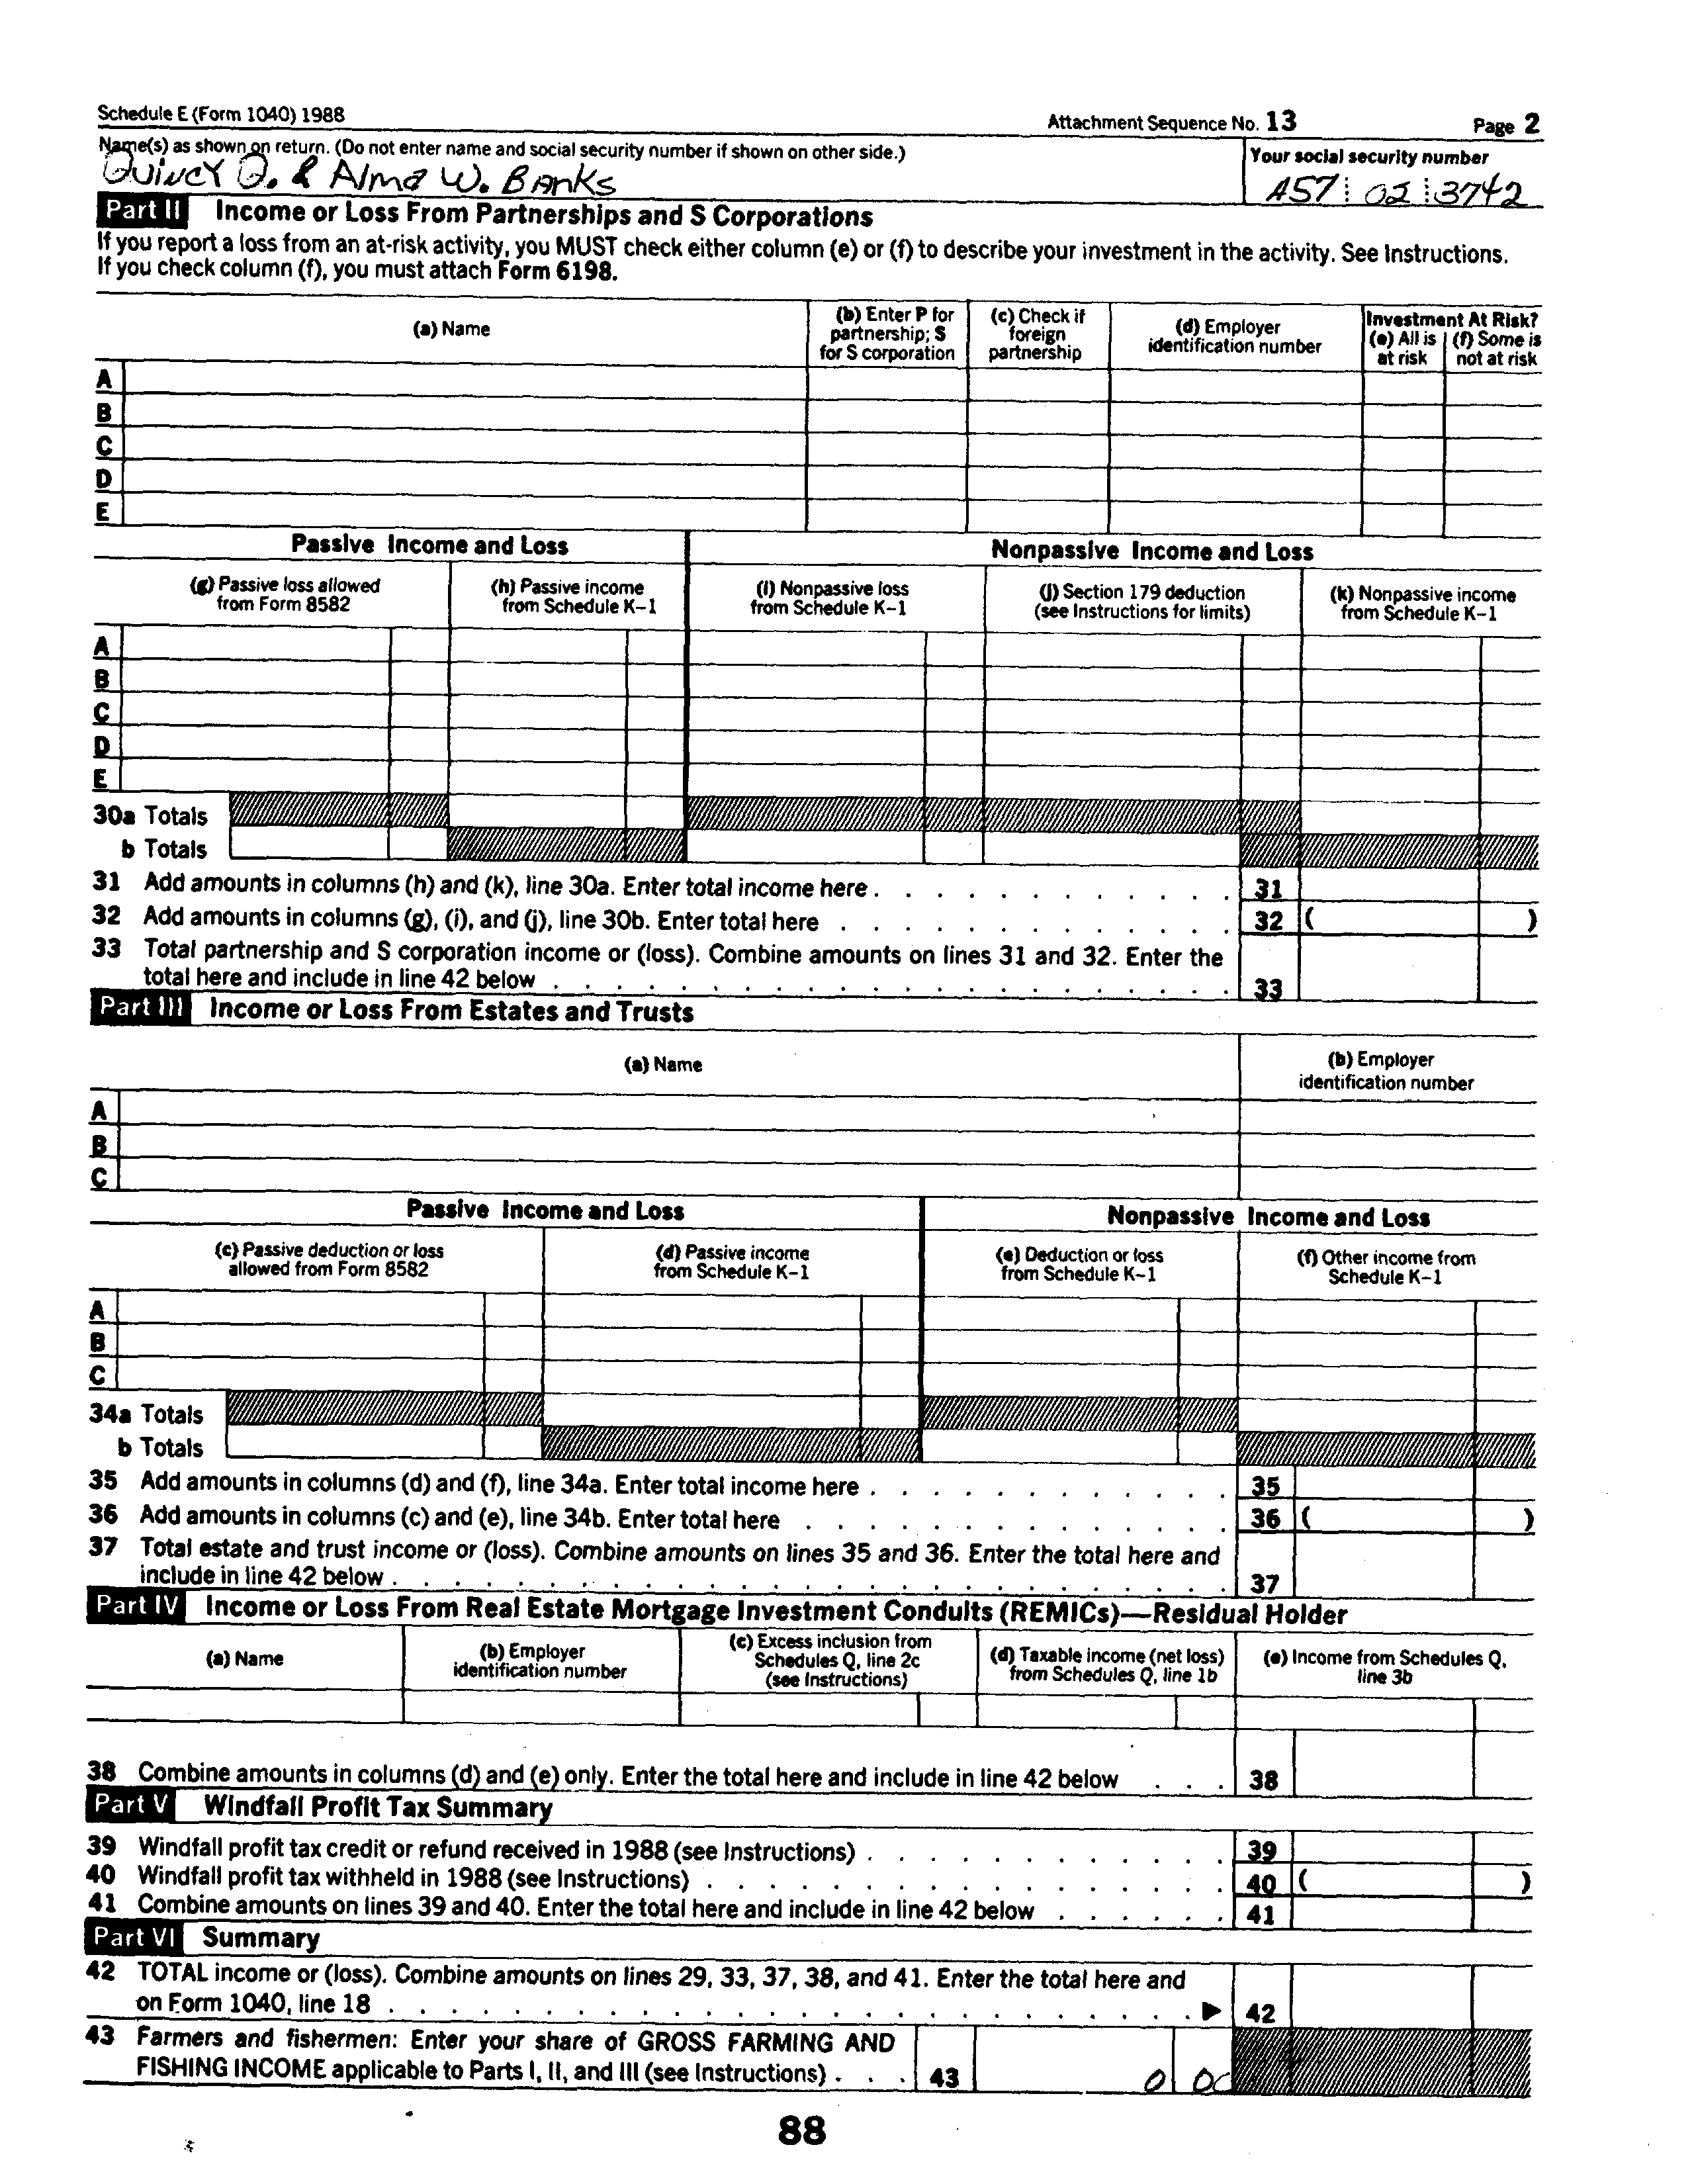 Schedule E (Form 1040) 1988 Attachment Sequence No. 13 Page 2
Name(s) as shown on return. (Do not enter name and social security number if shown on other side.) Your social security number
Quincy Q. & Alma W. Banks A57 02 3742
Part II Income or Loss From Partnerships and S Corporations
If you report a loss from an at-risk activity, you MUST check either column (e) or (f) to describe your investment in the activity. See Instructions.
If you check column (f), you must attach Form 6198.
(a) Name
(b) Enter P for partnership; S for S corporation
(c) Check if foreign partnership
(d) Employer identification number
Investment At Risk?
(e) All is at risk
(f) Some is not at risk
A
B
C
D
E
Passive Income and Loss Nonpassive Income and Loss
(g) Passive loss allowed from Form 8582
(h) Passive income from Schedule K–1
(i) Nonpassive loss from Schedule K–1
(j) Section 179 deduction (see Instructions for limits)
(k) Nonpassive income from Schedule K–1
A
B
C
D
E
30a Totals
b Totals
31 Add amounts in columns (h) and (k), line 30a. Enter total income here . . . . . . . . . . . . 31
32 Add amounts in columns (g), (i), and (j), line 30b. Enter total here . . . . . . . . . . . . . 32 ( )
33 Total partnership and S corporation income or (loss). Combine amounts on lines 31 and 32. Enter the
total here and include in line 42 below . . . . . . . . . . . . . . . . . . . . . . 33
Part III Income or Loss From Estates and Trusts
(a) Name
(b) Employer identification number
A
B
C
Passive Income and Loss Nonpassive Income and Loss
(c) Passive deduction or loss allowed from Form 8582
(d) Passive income from Schedule K–1
(e) Deduction or loss from Schedule K–1
(f) Other income from Schedule K–1
A
B
C
34a Totals
b Totals
35 Add amounts in columns (d) and (f), line 34a. Enter total income here . . . . . . . . . . . . 35
36 Add amounts in columns (c) and (e), line 34b. Enter total here . . . . . . . . . . . . . . 36 ( )
37 Total estate and trust income or (loss). Combine amounts on lines 35 and 36. Enter the total here and
include in line 42 below . . . . . . . . . . . . . . . . . . . . . . . . . . . 37
Part IV Income or Loss From Real Estate Mortgage Investment Conduits (REMICs)—Residual Holder
(a) Name
(b) Employer identification number
(c) Excess inclusion from Schedules Q, line 2c (see Instructions)
(d) Taxable income (net loss) from Schedules Q, line 1b
(e) Income from Schedules Q, line 3b
38 Combine amounts in columns (d) and (e) only. Enter the total here and include in line 42 below . . . 38
Part V Windfall Profit Tax Summary
39 Windfall profit tax credit or refund received in 1988 (see Instructions) . . . . . . . . . . . . 39
40 Windfall profit tax withheld in 1988 (see Instructions) . . . . . . . . . . . . . . . . . 40 ( )
41 Combine amounts on lines 39 and 40. Enter the total here and include in line 42 below . . . . . . 41
Part VI Summary
42 TOTAL income or (loss). Combine amounts on lines 29, 33, 37, 38, and 41. Enter the total here and
on Form 1040, line 18 . . . . . . . . . . . . . . . . . . . . . . . . . . ▶ 42
43 Farmers and fishermen: Enter your share of GROSS FARMING AND
FISHING INCOME applicable to Parts I, II, and III (see Instructions) . . . 43 0 00
88